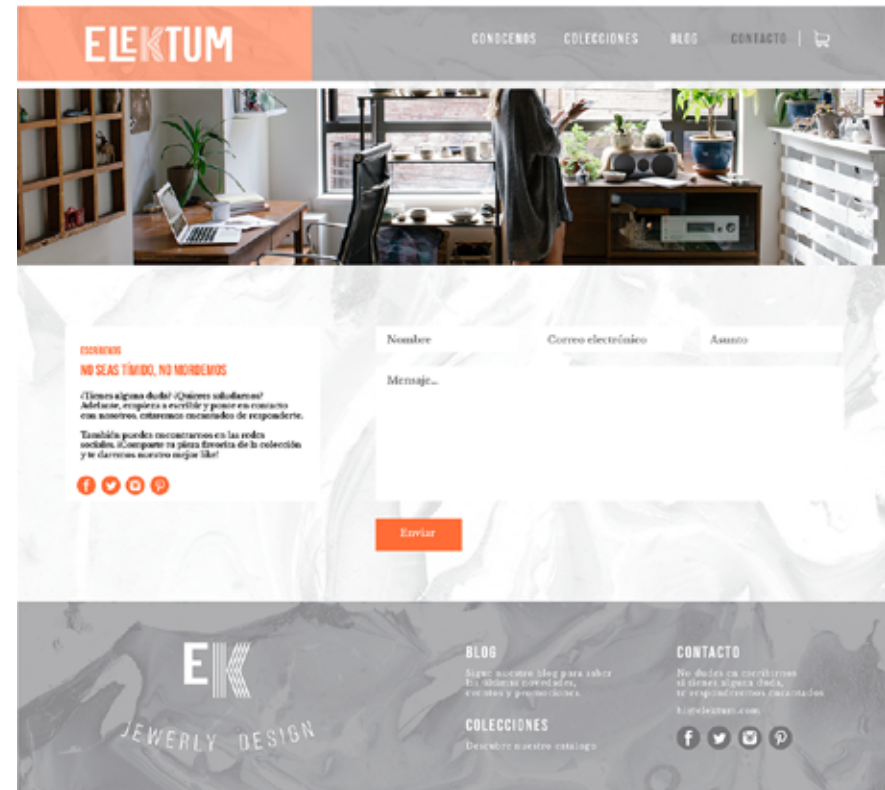 ELEKTUM
CONOCENOS COLECCIONES BLOG CONTACTO
ESCRIBENOS
NO SEAS TÍMIDO, NO MORDEMOS
¿Tienes alguna duda? ¿Quieres saludarnos?
Adelante, empieza a escribir y ponte en contacto
con nosotros, estaremos encantados de responderte.
También puedes encontrarnos en las redes
sociales. ¡Comparte tu pieza favorita de la colección
y te daremos nuestro mejor like!
Nombre Correo electrónico Asunto
Mensaje...
Enviar
EK
JEWERLY DESIGN
BLOG
Sigue nuestro blog para saber
las últimas novedades,
eventos y promociones.
COLECCIONES
Descubre nuestro catálogo
CONTACTO
No dudes en escribirnos
si tienes alguna duda,
te responderemos encantados
hi@elektum.com